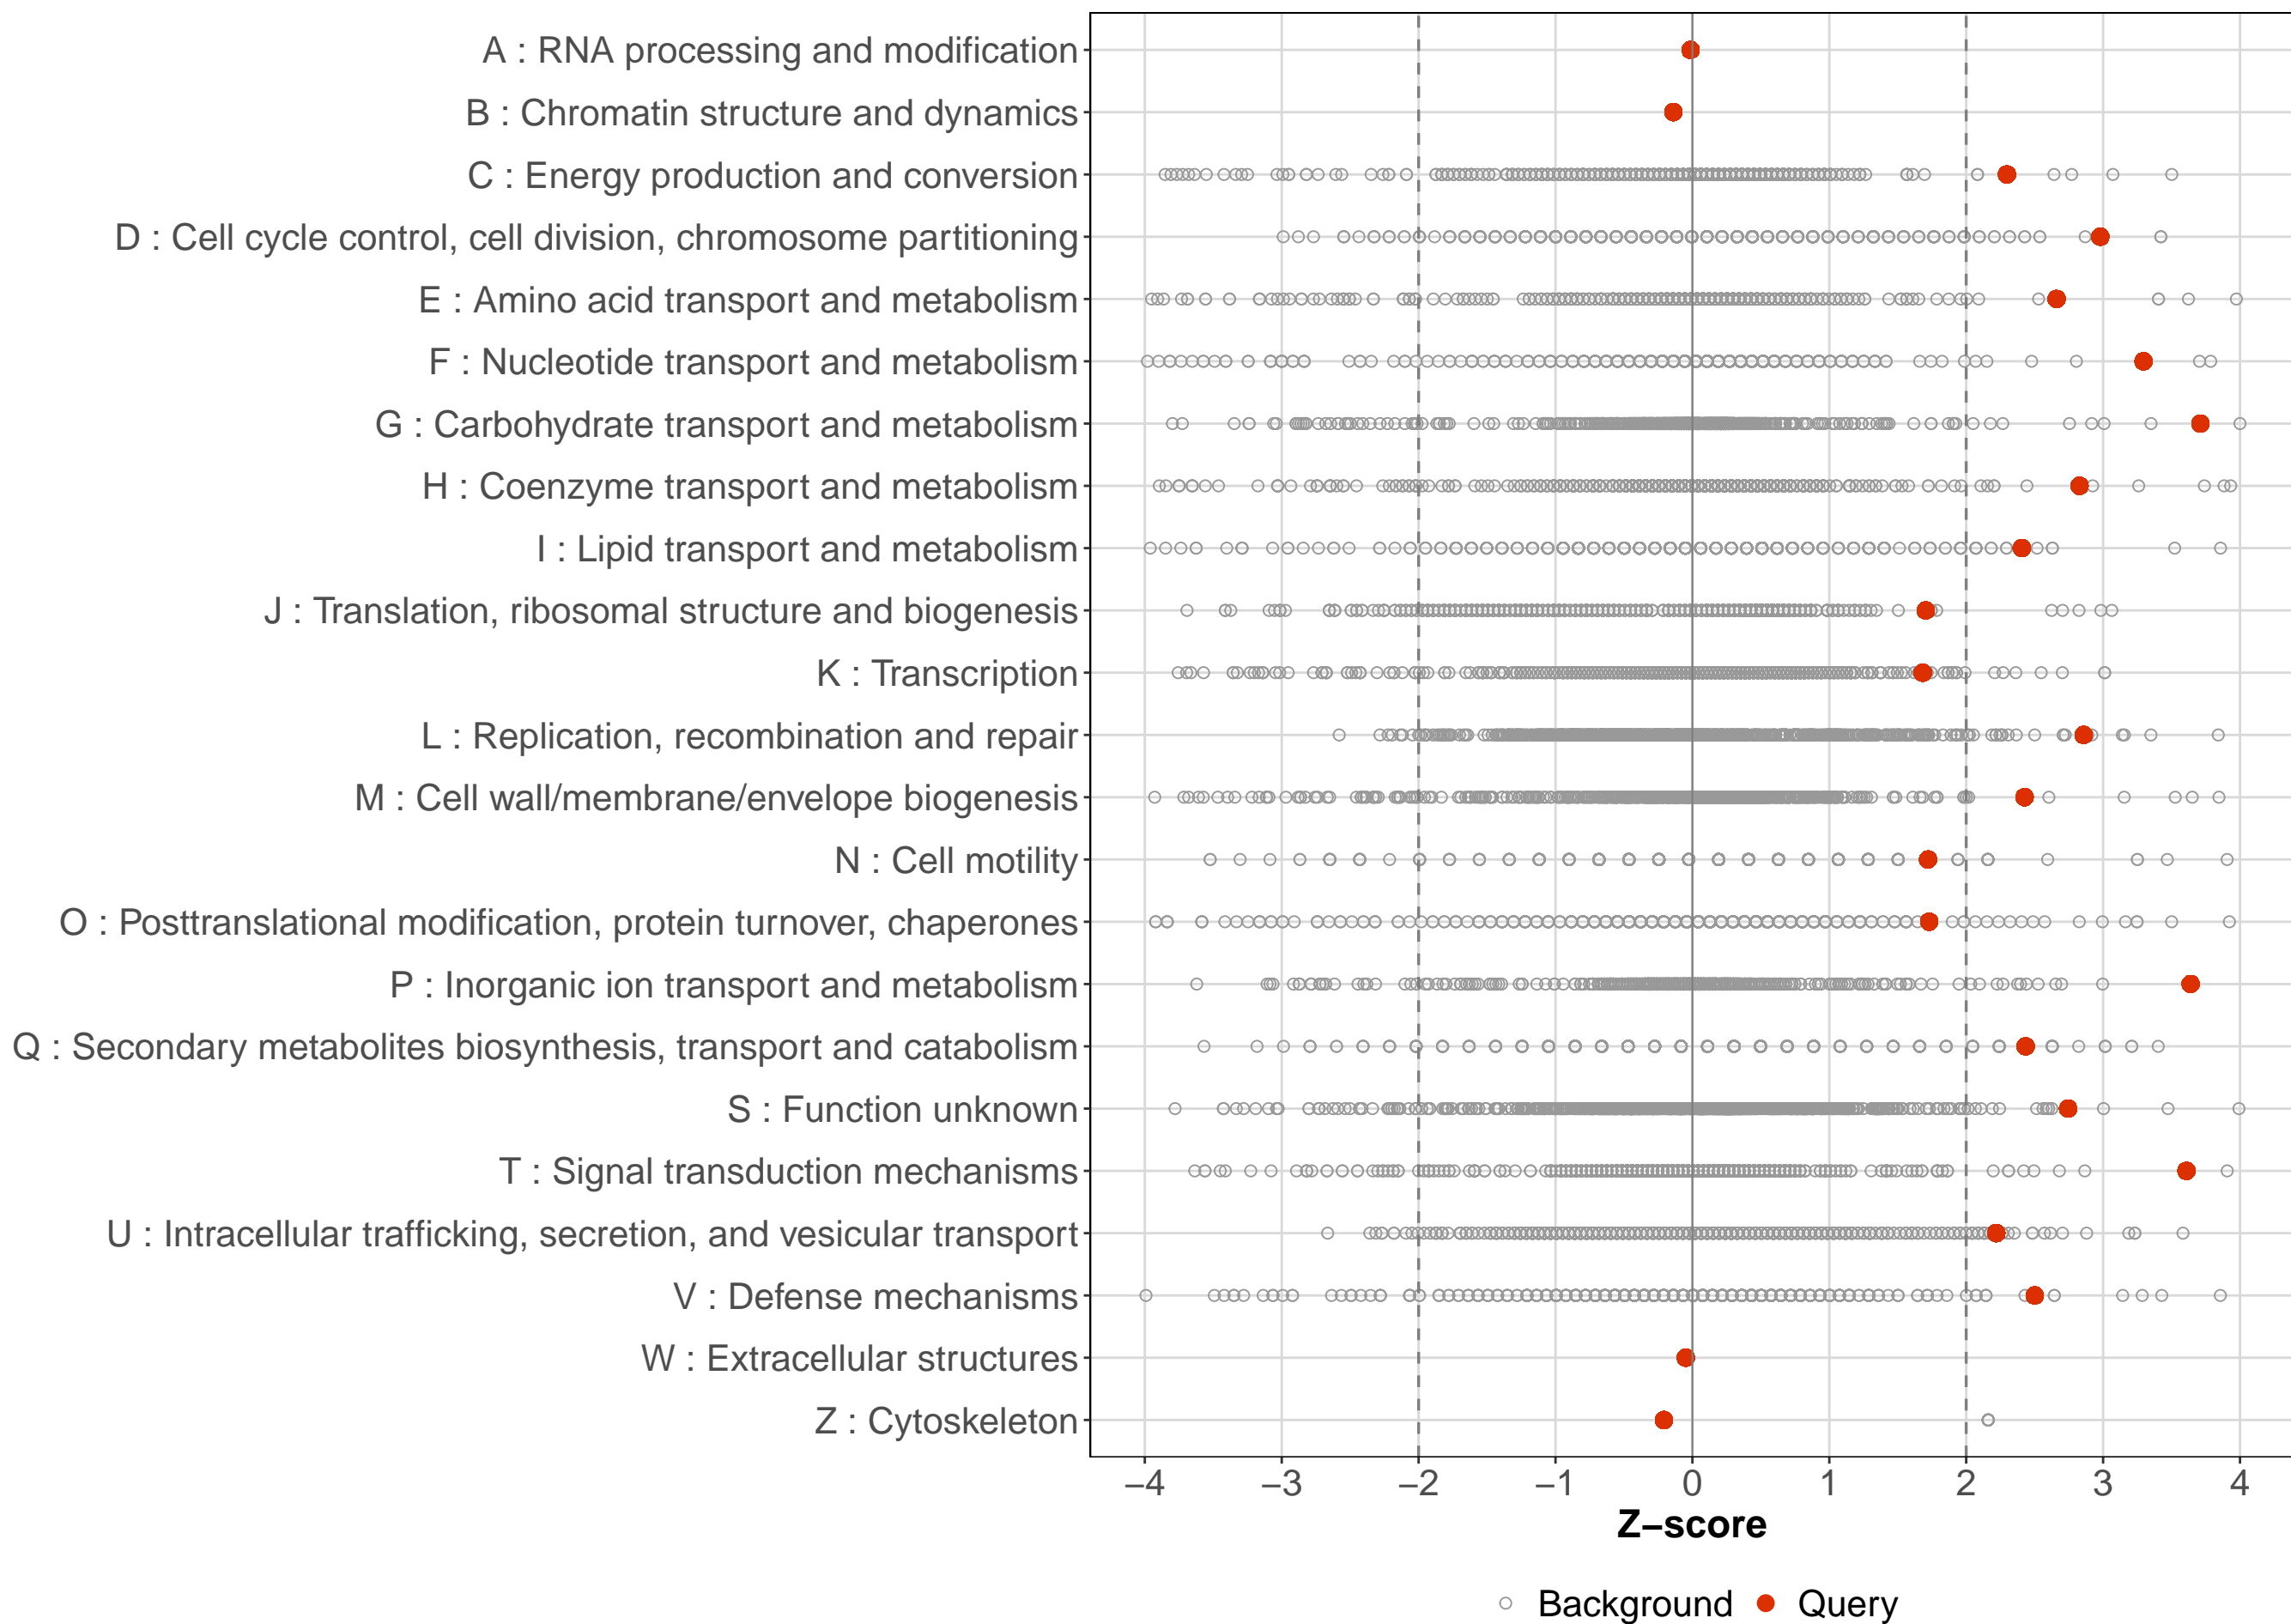 A : RNA processing and modification
B : Chromatin structure and dynamics
C : Energy production and conversion
D : Cell cycle control, cell division, chromosome partitioning
E : Amino acid transport and metabolism
F : Nucleotide transport and metabolism
G : Carbohydrate transport and metabolism
H : Coenzyme transport and metabolism
I : Lipid transport and metabolism
J : Translation, ribosomal structure and biogenesis
K : Transcription
L : Replication, recombination and repair
M : Cell wall/membrane/envelope biogenesis
N : Cell motility
O : Posttranslational modification, protein turnover, chaperones
P : Inorganic ion transport and metabolism
Q : Secondary metabolites biosynthesis, transport and catabolism
S : Function unknown
T : Signal transduction mechanisms
U : Intracellular trafficking, secretion, and vesicular transport
V : Defense mechanisms
W : Extracellular structures
Z : Cytoskeleton
−4 −3 −2 −1 0 1 2 3 4
Z−score
Background Query